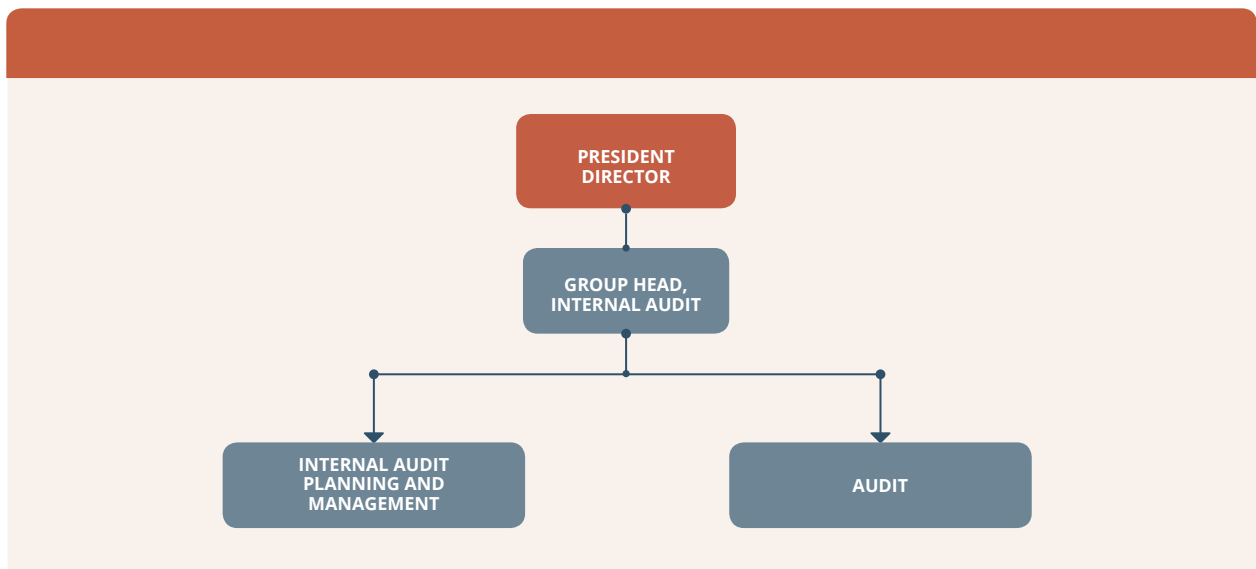 PRESIDENT
DIRECTOR
GROUP HEAD,
INTERNAL AUDIT
INTERNAL AUDIT
PLANNING AND
MANAGEMENT
AUDIT